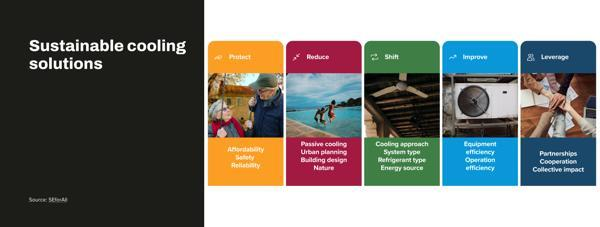 Sustainable cooling
solutions
Source: SEforAll
Protect
Affordability
Safety
Reliability
Reduce
Passive cooling
Urban planning
Building design
Nature
Shift
Cooling approach
System type
Refrigerant type
Energy source
Improve
Equipment
efficiency
Operation
efficiency
Leverage
Partnerships
Cooperation
Collective impact